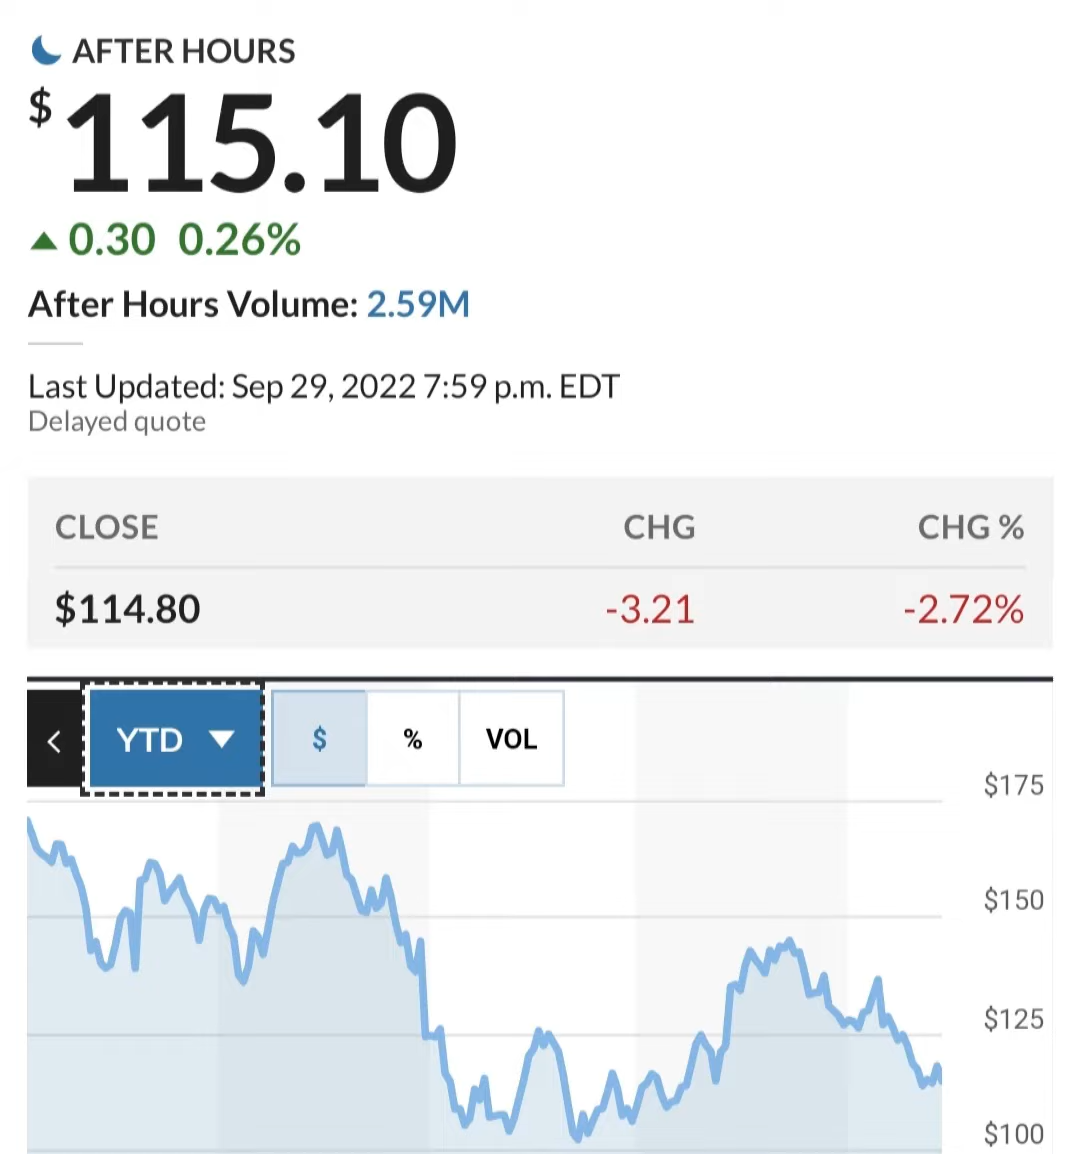 AFTER HOURS
$115.10
▲ 0.30 0.26%
After Hours Volume: 2.59M
Last Updated: Sep 29, 2022 7:59 p.m. EDT
Delayed quote
CLOSE CHG CHG %
$114.80 -3.21 -2.72%
YTD $ % VOL
$175
$150
$125
$100